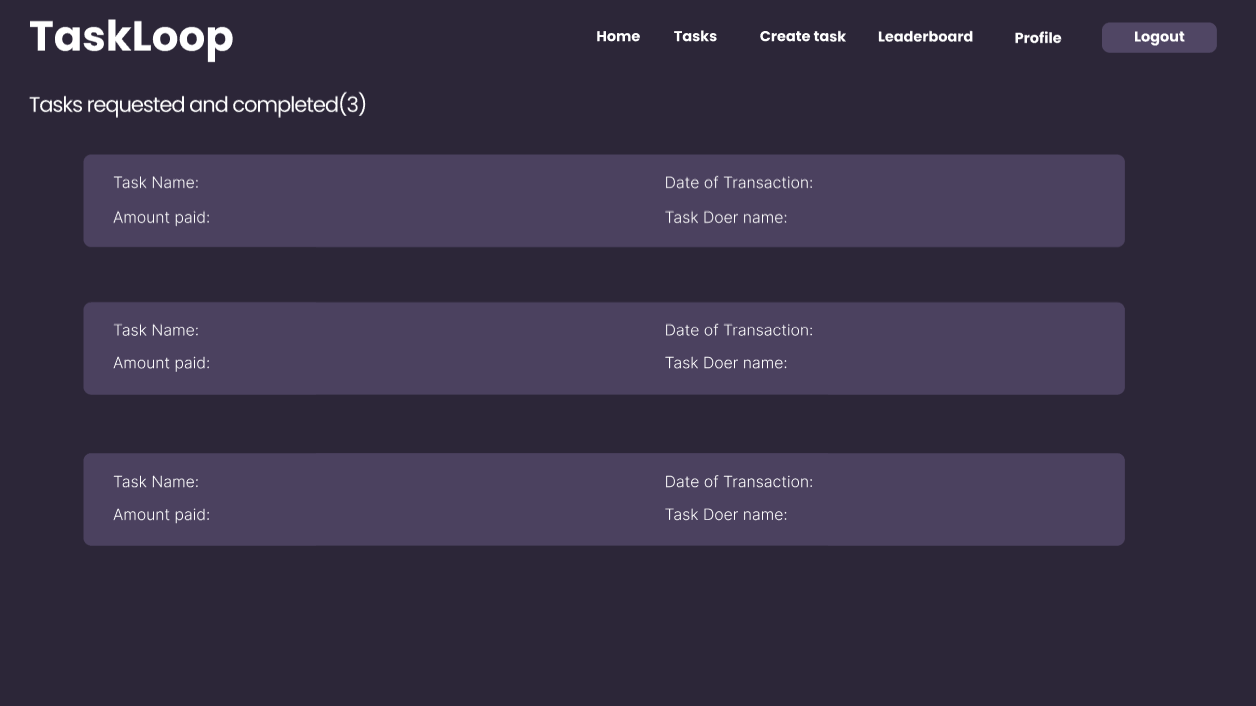 TaskLoop
Home Tasks Create task Leaderboard Profile Logout
Tasks requested and completed(3)
Task Name: Date of Transaction:
Amount paid: Task Doer name:
Task Name: Date of Transaction:
Amount paid: Task Doer name:
Task Name: Date of Transaction:
Amount paid: Task Doer name: